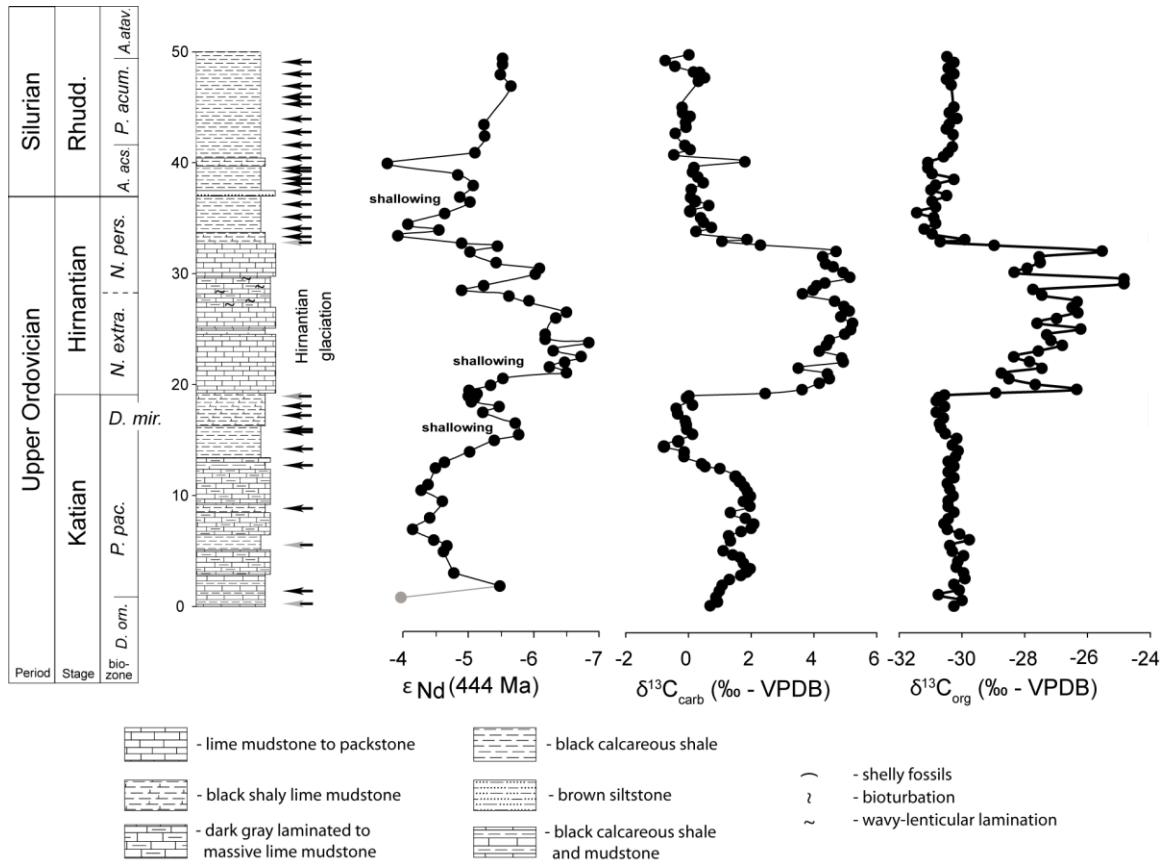 Silurian
Upper Ordovician
Period
Rhudd.
Hirnantian
Katian
Stage
A.atav.
P. acum.
A. acs.
N. pers.
N. extra.
D. mir.
P. pac.
D. orn.
bio-
zone
50
40
30
20
10
0
Hirnantian
glaciation
shallowing
shallowing
shallowing
-4 -5 -6 -7
εNd (444 Ma)
-2 0 2 4 6
δ13Ccarb (‰ - VPDB)
-32 -30 -28 -26 -24
δ13Corg (‰ - VPDB)
- lime mudstone to packstone
- black shaly lime mudstone
- dark gray laminated to
massive lime mudstone
- black calcareous shale
- brown siltstone
- black calcareous shale
and mudstone
- shelly fossils
- bioturbation
- wavy-lenticular lamination